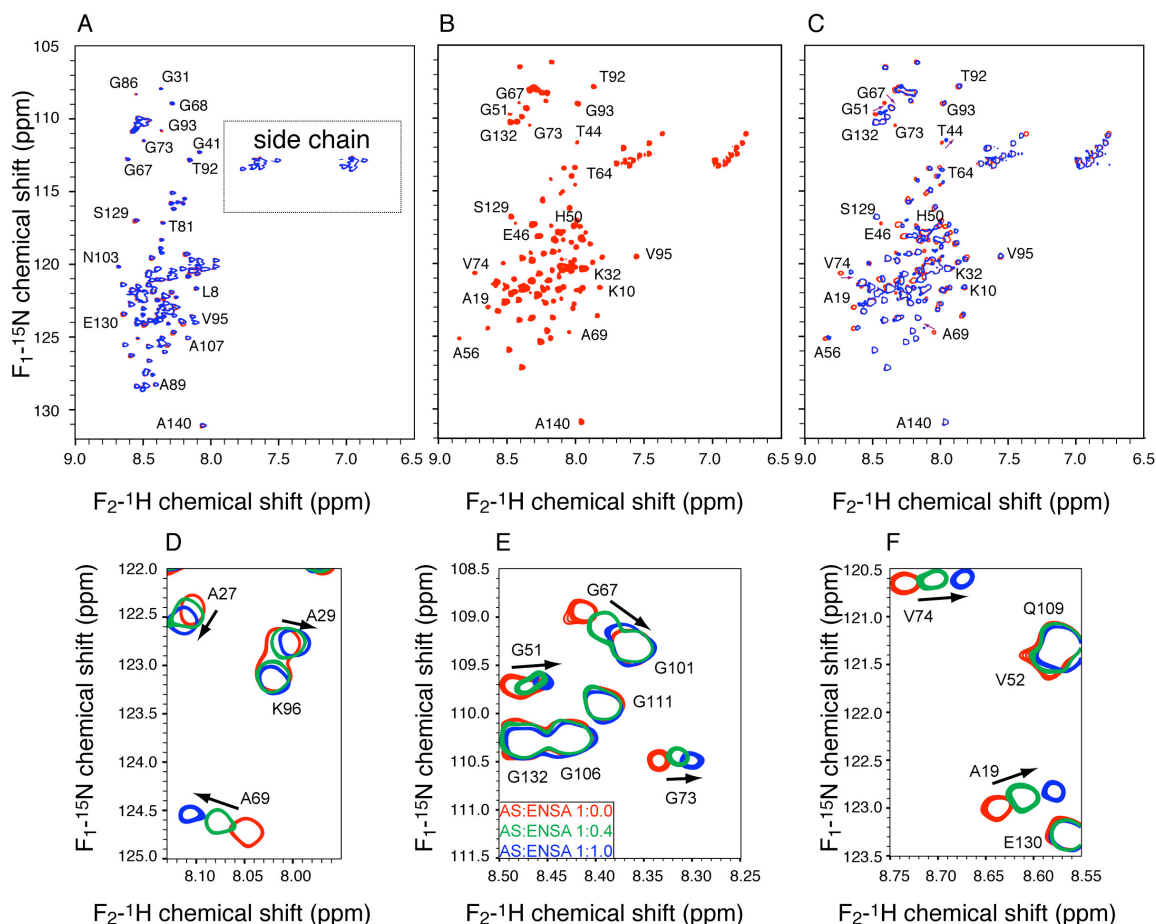 A
B
C
105
110
115
120
125
130
F₁-¹⁵N chemical shift (ppm)
G86
G31
G68
G93
G73
G41
G67
T92
side chain
S129
T81
N103
L8
E130
V95
A107
A89
A140
9.0 8.5 8.0 7.5 7.0 6.5
F₂-¹H chemical shift (ppm)
T92
G67
G51
G93
G132
G73
T44
T64
S129
H50
E46
V95
V74
K32
A19
K10
A69
A56
A140
9.0 8.5 8.0 7.5 7.0 6.5
F₂-¹H chemical shift (ppm)
T92
G67
G51
G93
G132
G73
T44
T64
S129
H50
E46
V95
V74
K32
A19
K10
A69
A56
A140
9.0 8.5 8.0 7.5 7.0 6.5
F₂-¹H chemical shift (ppm)
D
F₁-¹⁵N chemical shift (ppm)
122.0
122.5
123.0
123.5
124.0
124.5
125.0
A27
A29
K96
A69
8.10 8.05 8.00
F₂-¹H chemical shift (ppm)
E
F₁-¹⁵N chemical shift (ppm)
108.5
109.0
109.5
110.0
110.5
111.0
111.5
G67
G51
G101
G111
G132
G106
G73
AS:ENSA 1:0.0
AS:ENSA 1:0.4
AS:ENSA 1:1.0
8.50 8.45 8.40 8.35 8.30 8.25
F₂-¹H chemical shift (ppm)
F
F₁-¹⁵N chemical shift (ppm)
120.5
121.0
121.5
122.0
122.5
123.0
123.5
V74
Q109
V52
A19
E130
8.75 8.70 8.65 8.60 8.55
F₂-¹H chemical shift (ppm)